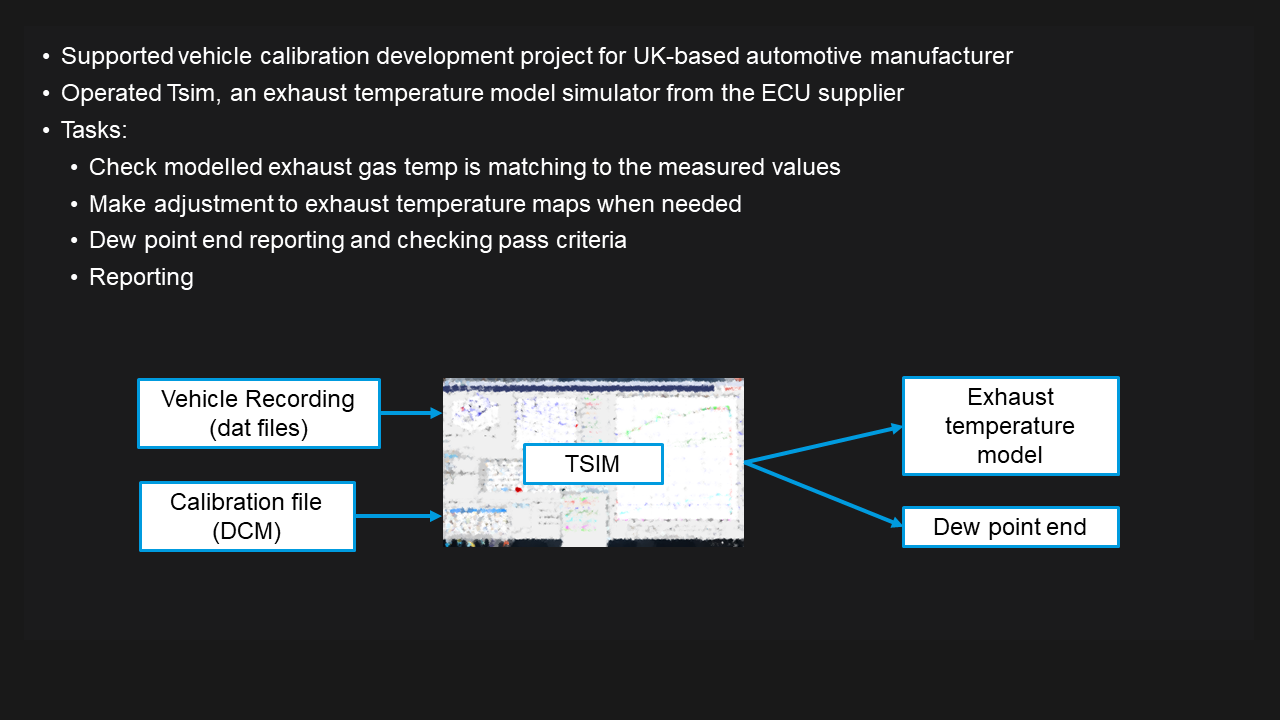 • Supported vehicle calibration development project for UK-based automotive manufacturer
• Operated Tsim, an exhaust temperature model simulator from the ECU supplier
• Tasks:
• Check modelled exhaust gas temp is matching to the measured values
• Make adjustment to exhaust temperature maps when needed
• Dew point end reporting and checking pass criteria
• Reporting
Vehicle Recording
(dat files)
Calibration file
(DCM)
TSIM
Exhaust
temperature
model
Dew point end